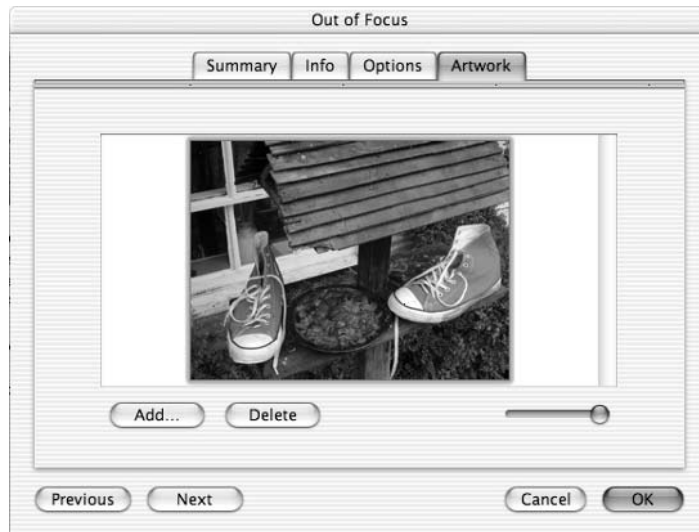 Out of Focus
Summary Info Options Artwork
Add... Delete
Previous Next Cancel OK